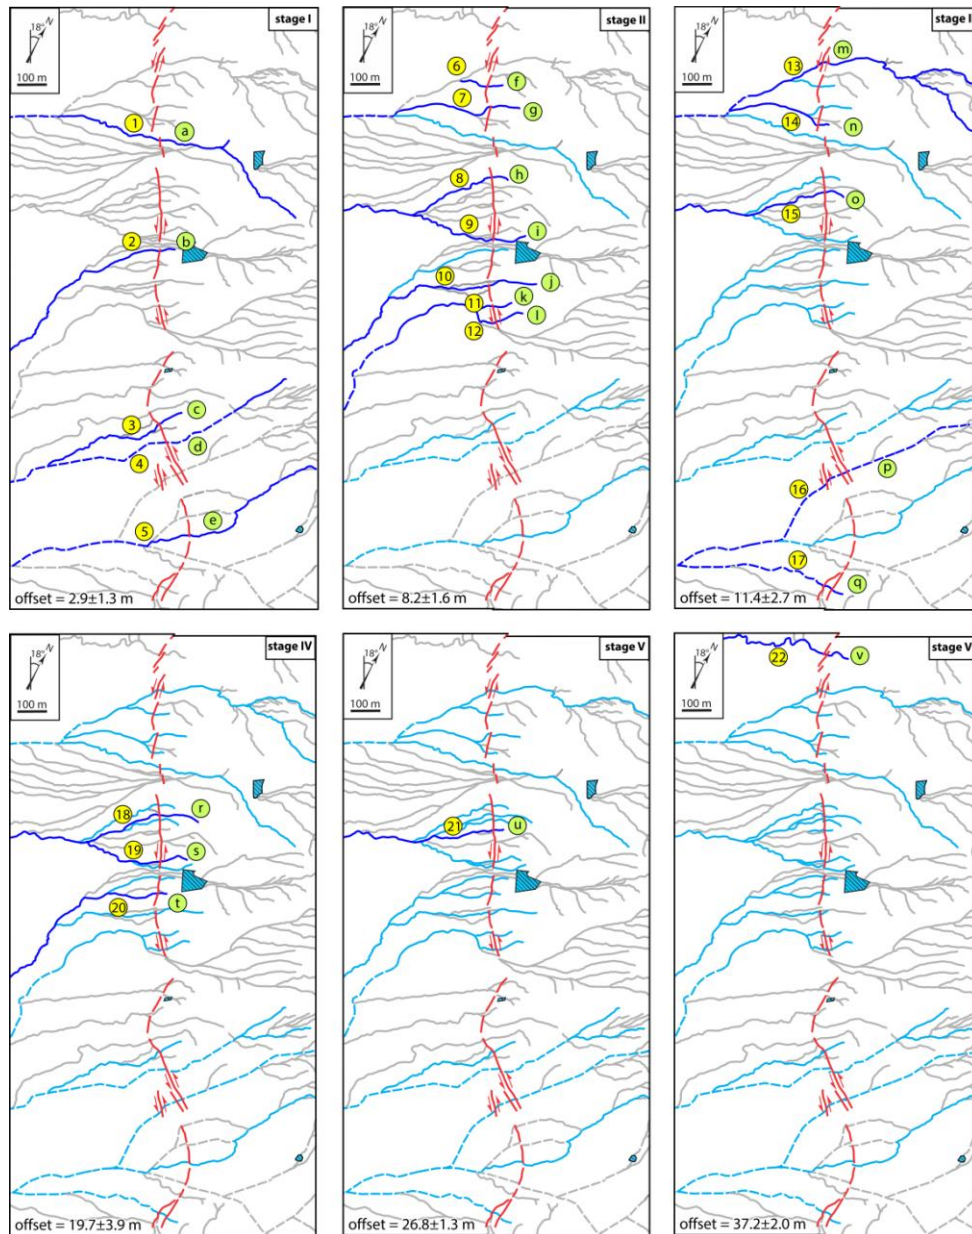 stage I
18° N
100 m
1
a
2
b
3
c
4
d
5
e
offset = 2.9±1.3 m
stage II
18° N
100 m
6
f
7
g
8
h
9
i
10
j
11
k
12
l
offset = 8.2±1.6 m
stage I
18° N
100 m
13
m
14
n
15
o
16
p
17
q
offset = 11.4±2.7 m
stage IV
18° N
100 m
18
r
19
s
20
t
offset = 19.7±3.9 m
stage V
18° N
100 m
21
u
offset = 26.8±1.3 m
stage V
18° N
100 m
22
v
offset = 37.2±2.0 m